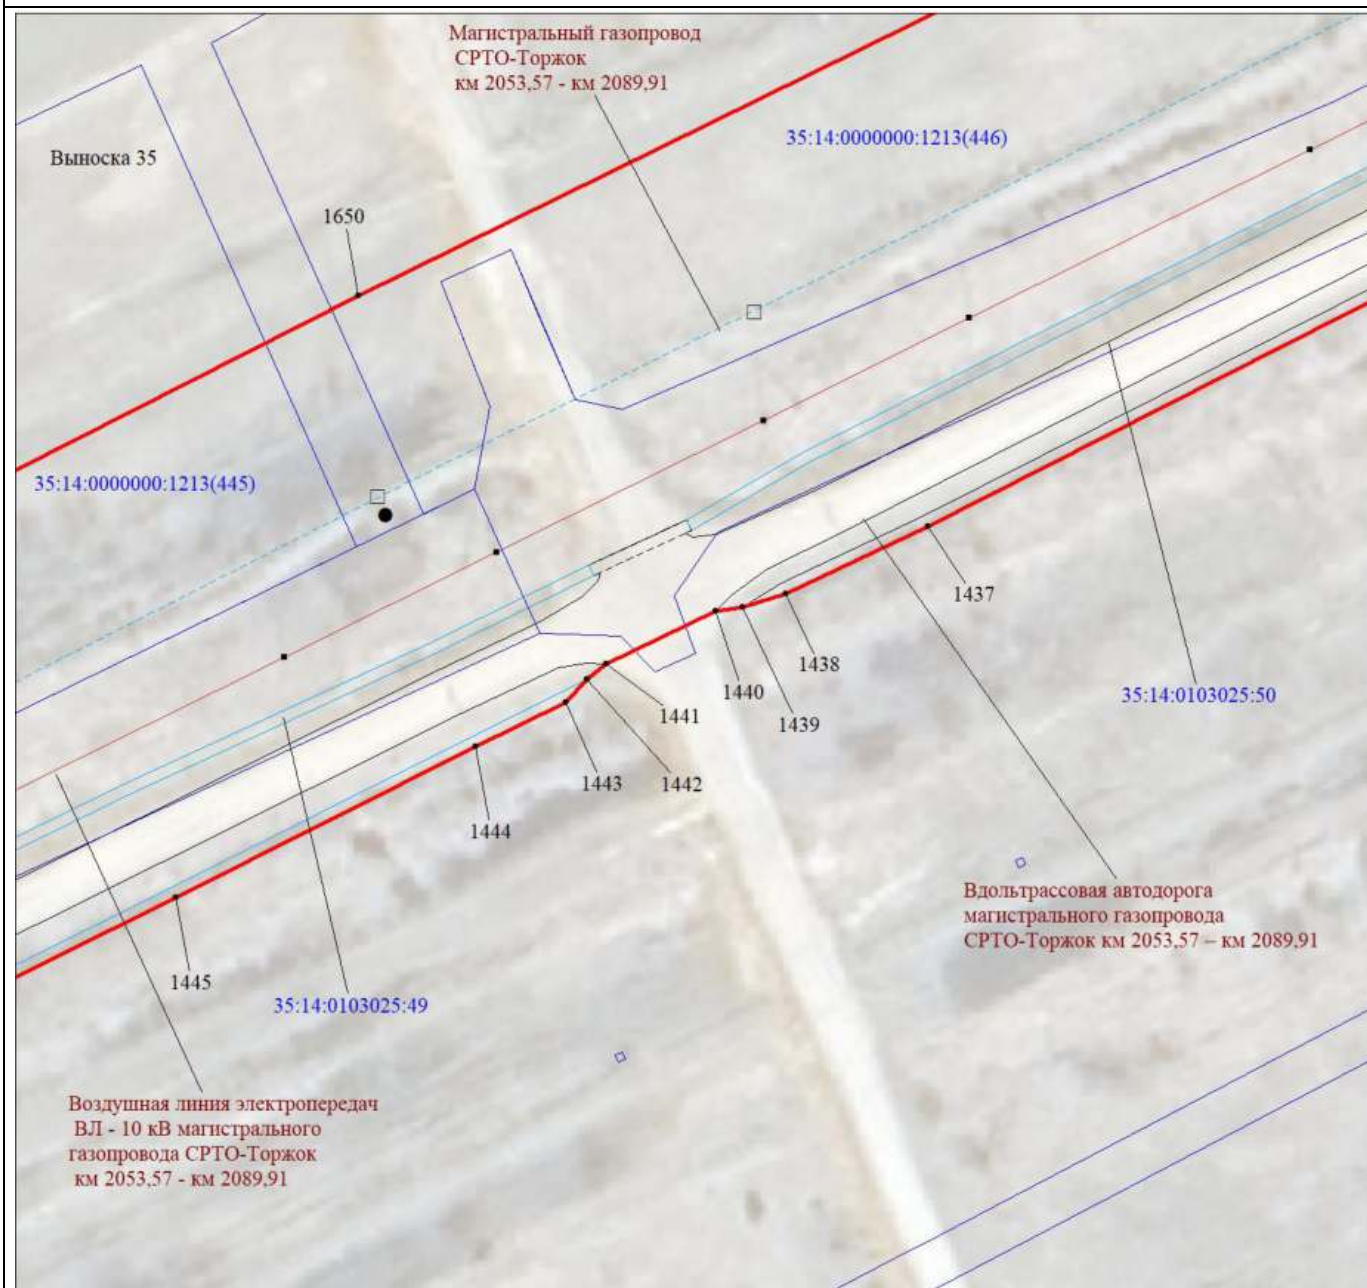 Магистральный газопровод
СРТО-Торжок
км 2053,57 - км 2089,91
35:14:0000000:1213(446)
Выноска 35
1650
35:14:0000000:1213(445)
1437
1438
1440
1439
35:14:0103025:50
1441
1442
1443
1444
1445
35:14:0103025:49
Вдольтрассовая автодорога
магистрального газопровода
СРТО-Торжок км 2053,57 – км 2089,91
Воздушная линия электропередач
ВЛ - 10 кВ магистрального
газопровода СРТО-Торжок
км 2053,57 - км 2089,91